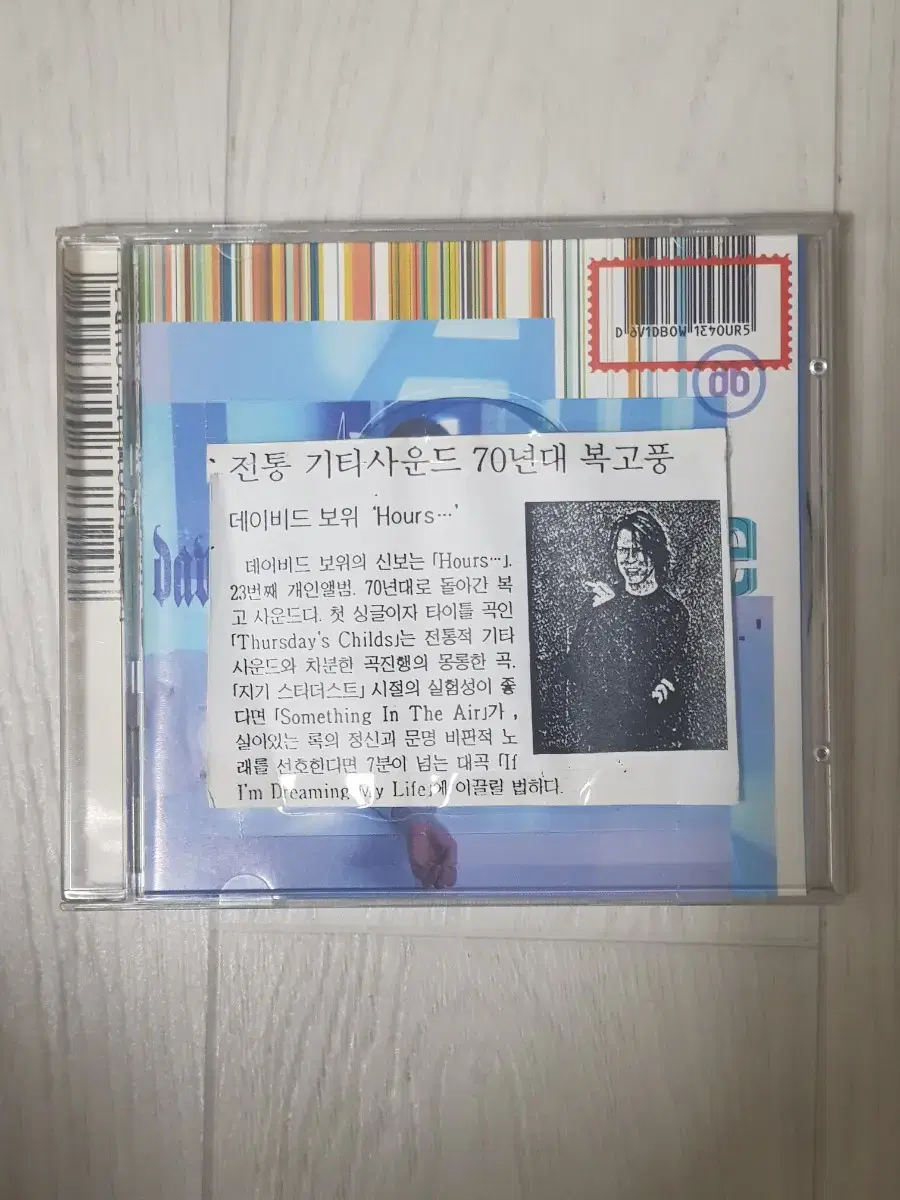 D AV1DBOW 1E4OUR5
db
전통 기타사운드 70년대 복고풍
데이비드 보위 ‘Hours…’
데이비드 보위의 신보는 「Hours…」.
23번째 개인앨범. 70년대로 돌아간 복
고 사운드다. 첫 싱글이자 타이틀 곡인
「Thursday's Childs」는 전통적 기타
사운드와 차분한 곡진행의 몽롱한 곡.
「지기 스타더스트」 시절의 실험성이 좋
다면 「Something In The Air」가 ,
실아있는 록의 정신과 문명 비판적 노
래를 선호한다면 7분이 넘는 대곡 「If
I'm Dreaming My Life」에 이끌릴 법하다.